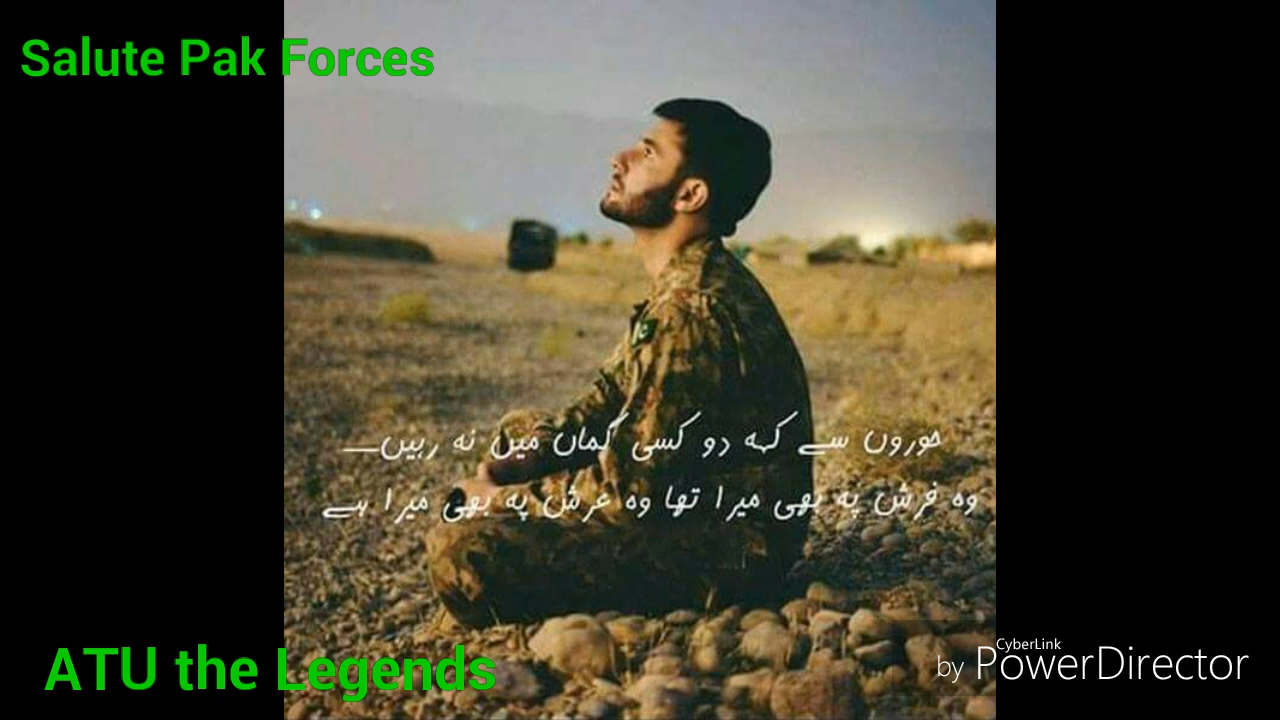 Salute Pak Forces
حوروں سے کہہ دو کسی گماں میں نہ رہیں
وہ فرش پہ بھی میرا تھا وہ عرش پہ بھی میرا ہے
ATU the Legends
CyberLink
by PowerDirector